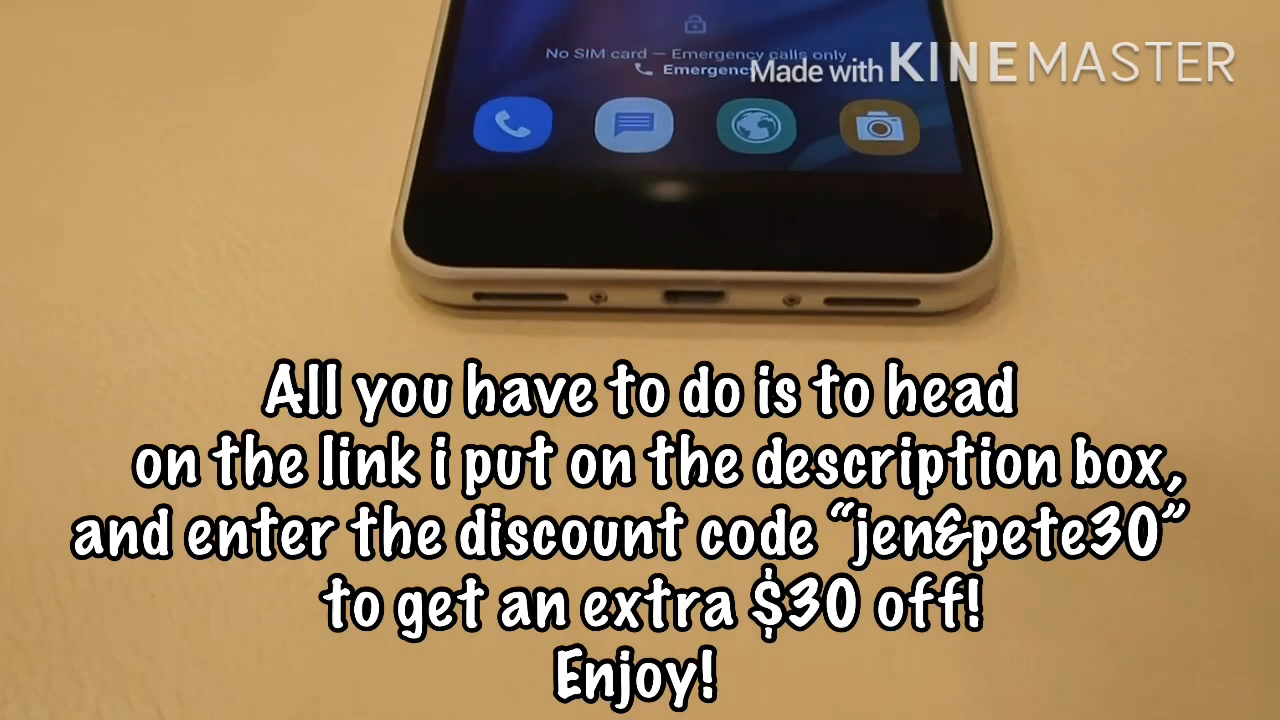 No SIM card — Emergency calls only
Emergenc
Made with KINEMASTER
All you have to do is to head
on the link i put on the description box,
and enter the discount code “jen&pete30”
to get an extra $30 off!
Enjoy!